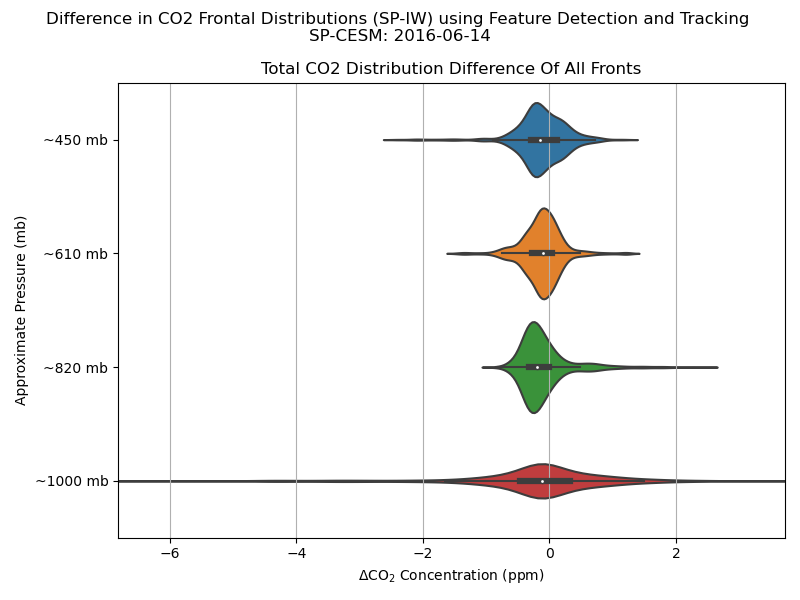 Difference in CO2 Frontal Distributions (SP-IW) using Feature Detection and Tracking
SP-CESM: 2016-06-14
Total CO2 Distribution Difference Of All Fronts
Approximate Pressure (mb)
~450 mb
~610 mb
~820 mb
~1000 mb
−6 −4 −2 0 2
ΔCO₂ Concentration (ppm)